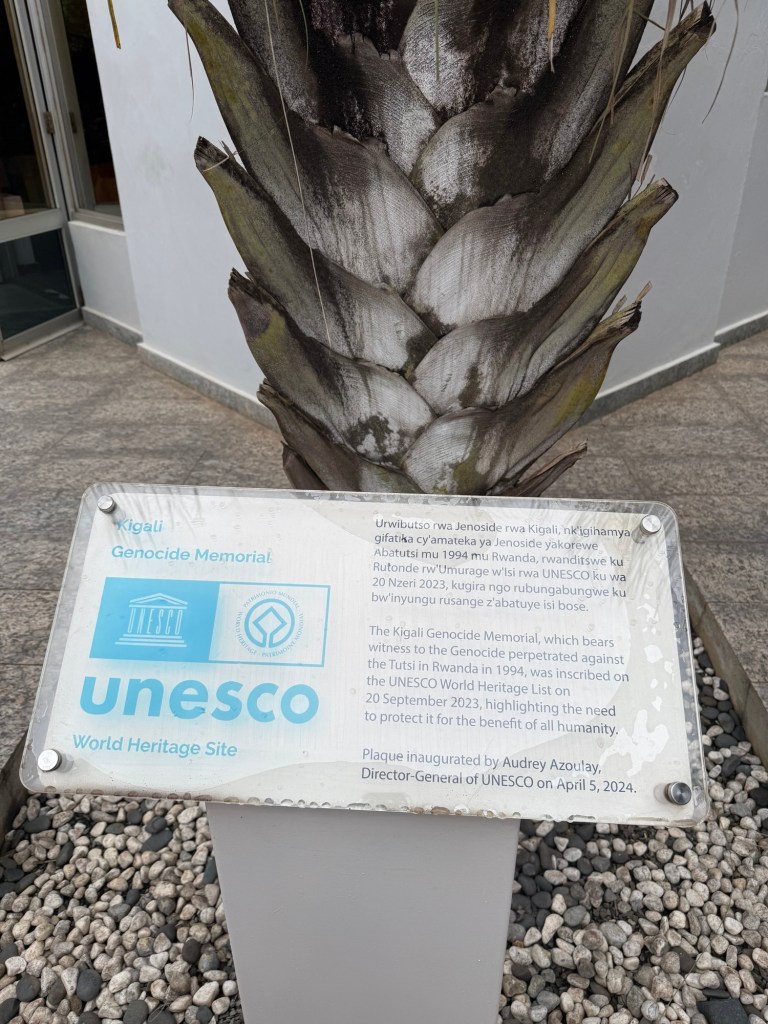 Kigali
Genocide Memorial
UNESCO
unesco
World Heritage Site
Urwibutso rwa Jenoside rwa Kigali, nk'igihamya
gifatika cy'amateka ya Jenoside yakorewe
Abatutsi mu 1994 mu Rwanda, rwanditswe ku
Rutonde rw'Umurage w'Isi rwa UNESCO ku wa
20 Nzeri 2023, kugira ngo rubungabungwe ku
bw'inyungu rusange z'abatuye isi bose.
The Kigali Genocide Memorial, which bears
witness to the Genocide perpetrated against
the Tutsi in Rwanda in 1994, was inscribed on
the UNESCO World Heritage List on
20 September 2023, highlighting the need
to protect it for the benefit of all humanity.
Plaque inaugurated by Audrey Azoulay,
Director-General of UNESCO on April 5, 2024.